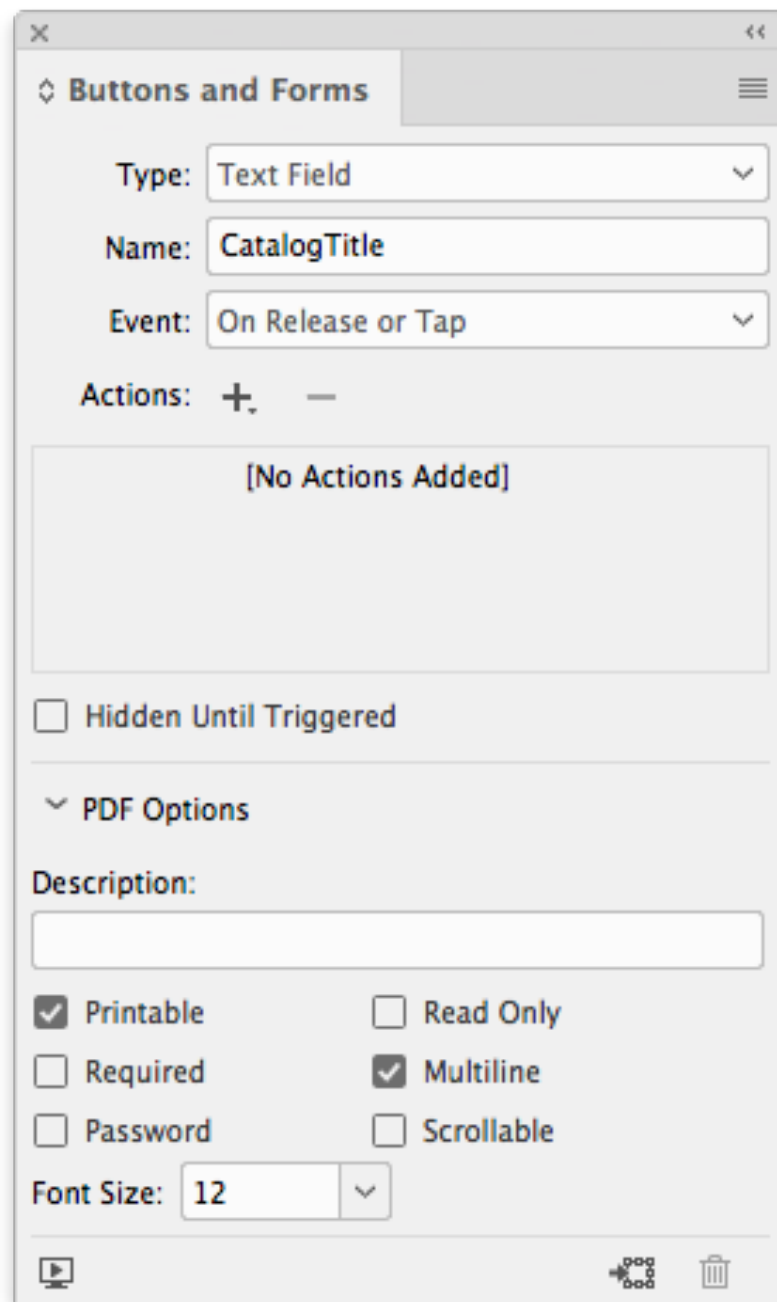 Buttons and Forms
Type: Text Field
Name: CatalogTitle
Event: On Release or Tap
Actions:
[No Actions Added]
Hidden Until Triggered
PDF Options
Description:
Printable Read Only
Required Multiline
Password Scrollable
Font Size: 12